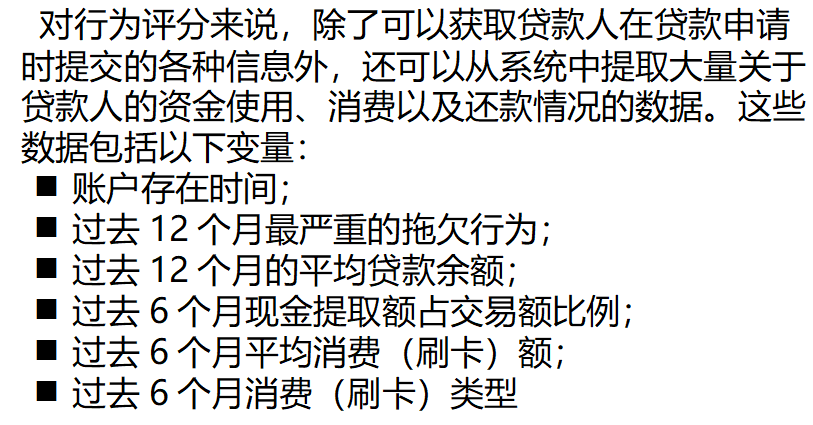 对行为评分来说，除了可以获取贷款人在贷款申请
时提交的各种信息外，还可以从系统中提取大量关于
贷款人的资金使用、消费以及还款情况的数据。这些
数据包括以下变量：
■ 账户存在时间；
■ 过去 12 个月最严重的拖欠行为；
■ 过去 12 个月的平均贷款余额；
■ 过去 6 个月现金提取额占交易额比例；
■ 过去 6 个月平均消费（刷卡）额；
■ 过去 6 个月消费（刷卡）类型